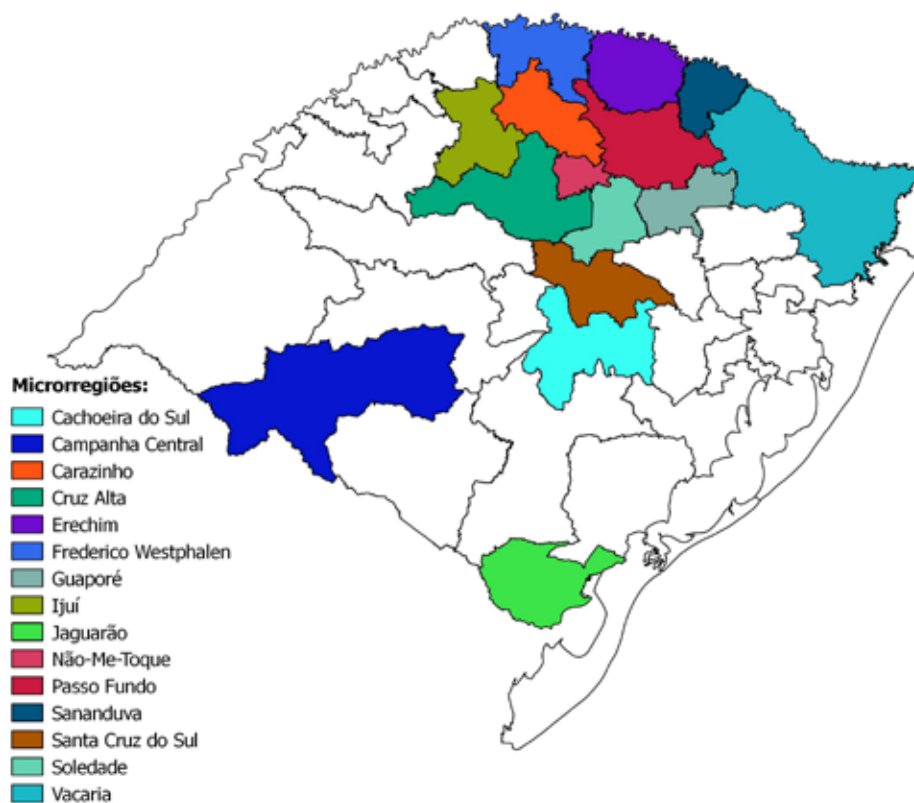 Microrregiões:
Cachoeira do Sul
Campanha Central
Carazinho
Cruz Alta
Erechim
Frederico Westphalen
Guaporé
Ijuí
Jaguarão
Não-Me-Toque
Passo Fundo
Sananduva
Santa Cruz do Sul
Soledade
Vacaria